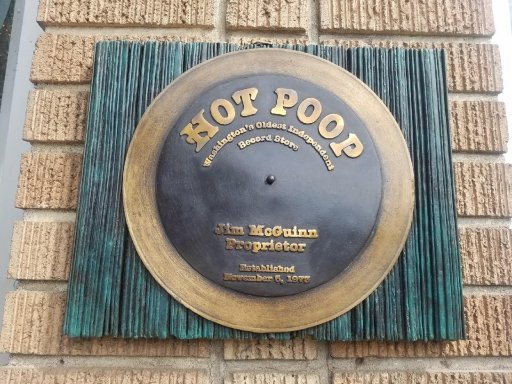 HOT POOP
Washington's Oldest Independent
Record Store
Jim McGuinn
Proprietor
Established
November 5, 1977